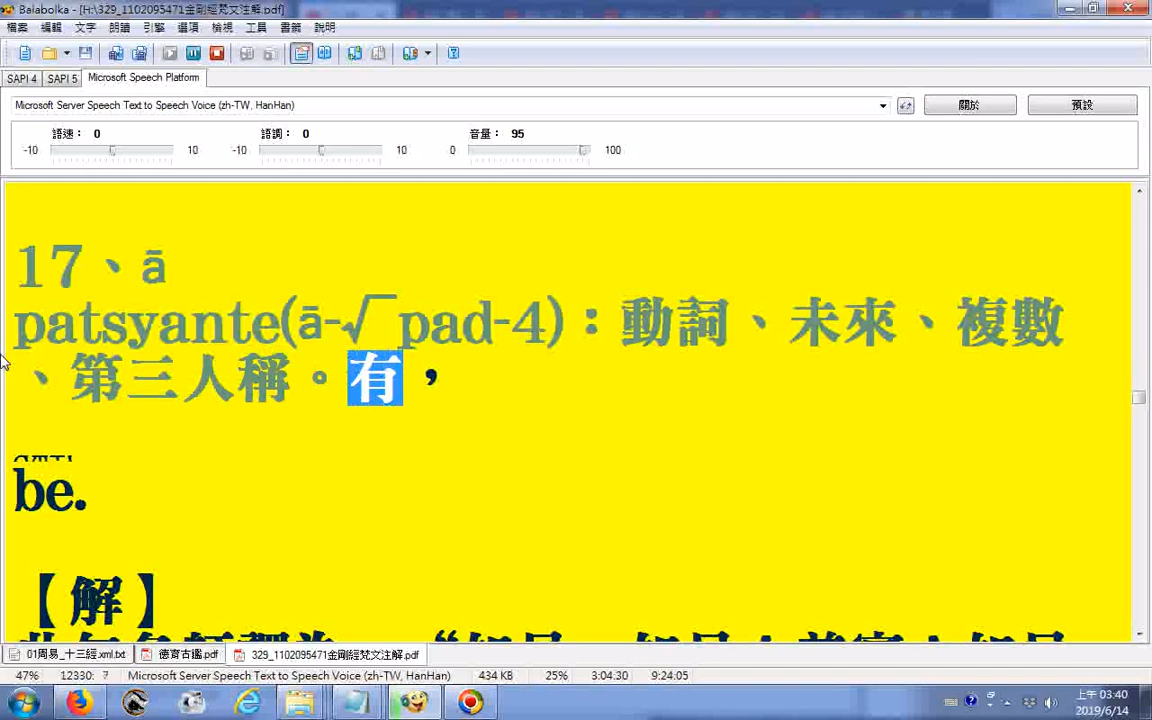 Balabolka - [H:\329_1102095471金剛經梵文注解.pdf]
檔案 編輯 文字 朗讀 引擎 選項 檢視 工具 書籤 說明
SAPI 4 SAPI 5 Microsoft Speech Platform
Microsoft Server Speech Text to Speech Voice (zh-TW, HanHan) 關於 預設
語速： 0 語調： 0 音量： 95
-10 10 -10 10 0 100
17、ā
patsyante(ā-√pad-4)：動詞、未來、複數
、第三人稱。有，
be.
【解】
01周易_十三經.txt 德育古鑑.pdf 329_1102095471金剛經梵文注解.pdf
47% 12330: 7 Microsoft Server Speech Text to Speech Voice (zh-TW, HanHan) 434 KB 25% 3:04:30 9:24:05
上午 03:40
2019/6/14